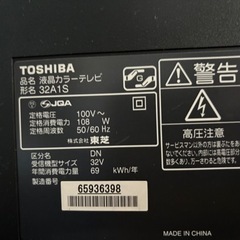 TOSHIBA
品名 液晶カラーテレビ
形名 32A1S
JQA
定格電圧 100V~
定格消費電力 108 W
定格周波数 50/60 Hz
株式会社 東芝
区分名 DN
受信機型サイズ 32V
年間消費電力量 69 kWh/年
製造番号
65936398
警告
高圧注意
MADE IN CHINA